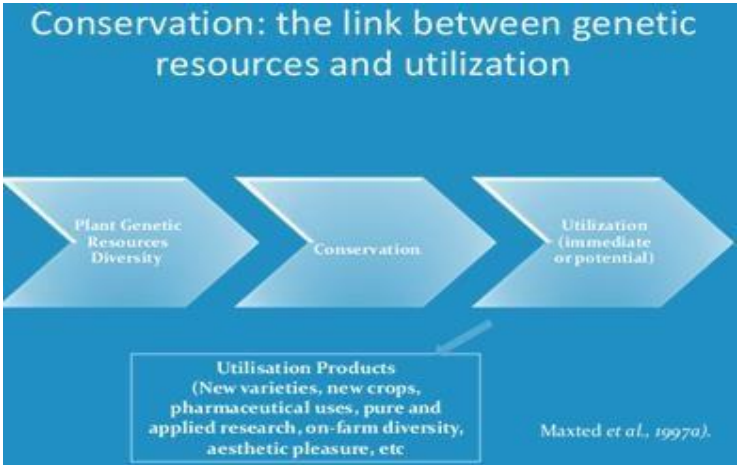 Conservation: the link between genetic
resources and utilization
Plant Genetic
Resources
Diversity
Conservation
Utilization
(immediate
or potential)
Utilisation Products
(New varieties, new crops,
pharmaceutical uses, pure and
applied research, on-farm diversity,
aesthetic pleasure, etc
Maxted et al., 1997a).